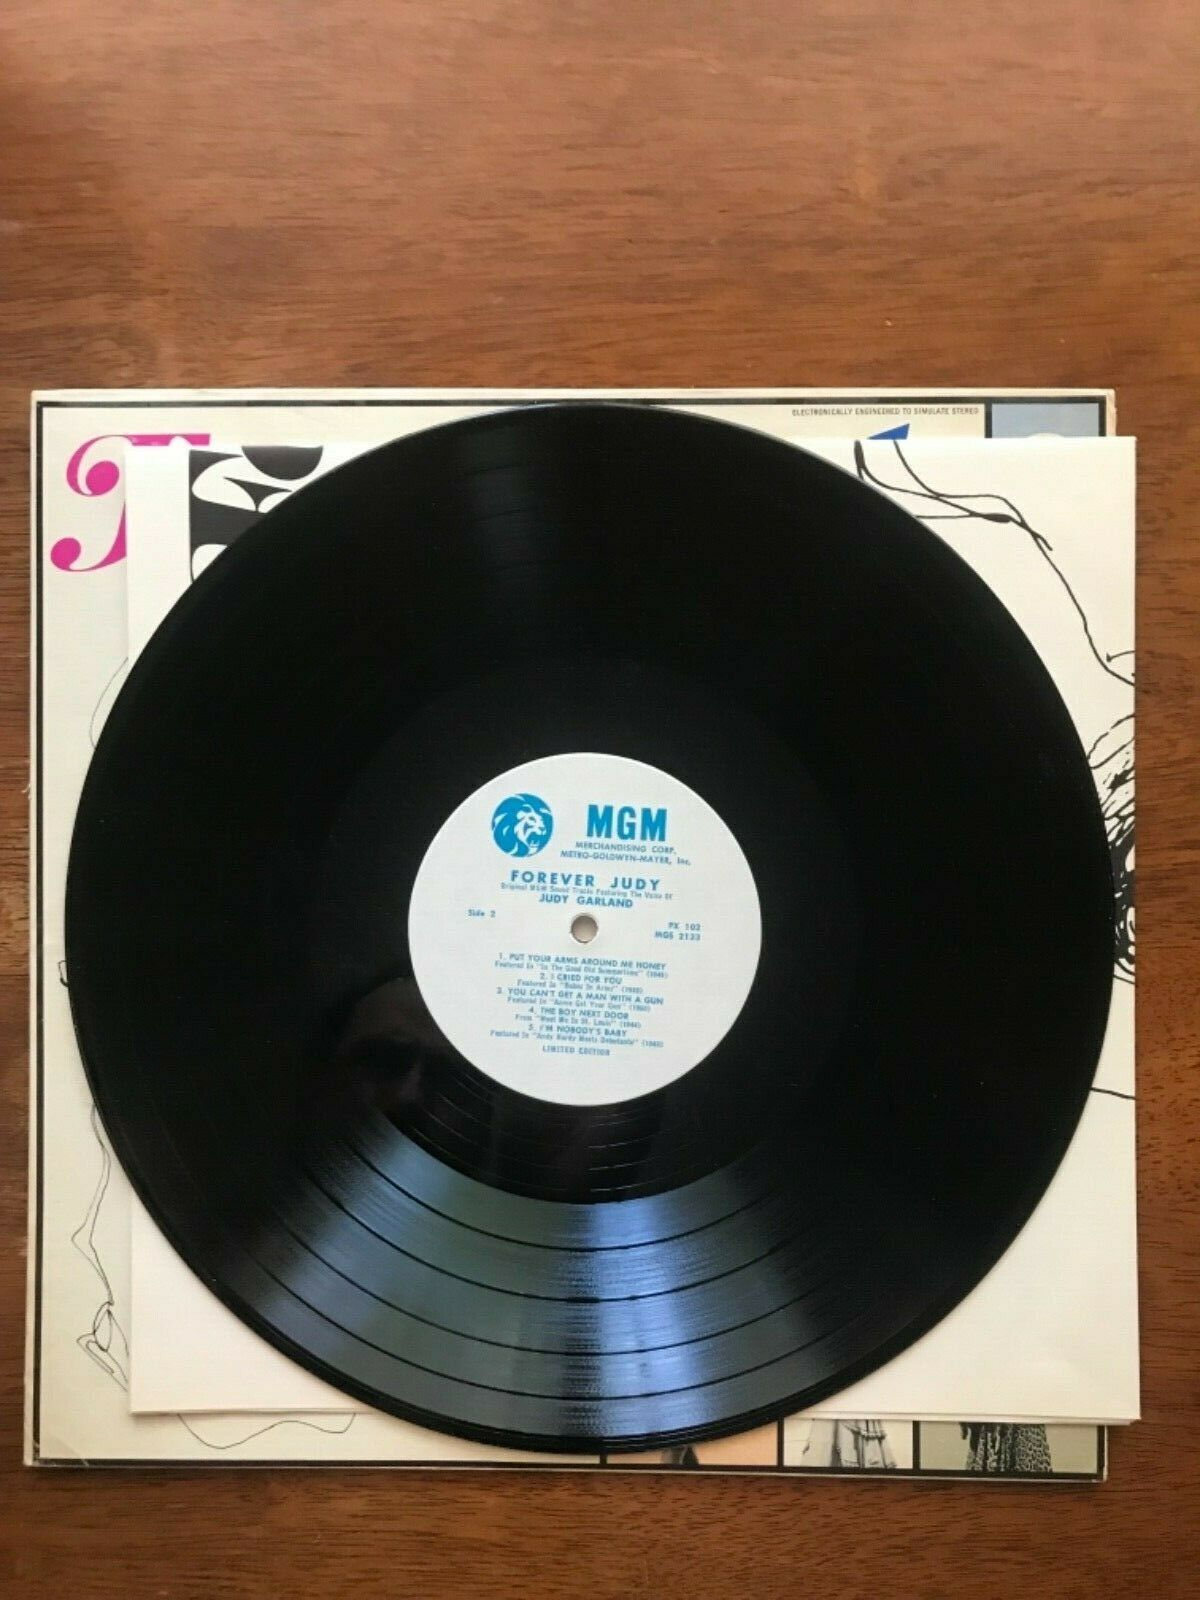 ELECTRONICALLY ENGINEERED TO SIMULATE STEREO
MGM
MERCHANDISING CORP.
METRO-GOLDWYN-MAYER, Inc.
FOREVER JUDY
Original MGM Sound Tracks Featuring The Voice Of
JUDY GARLAND
Side 2
PX 102
MGS 2133
1. PUT YOUR ARMS AROUND ME HONEY
Featured In "In The Good Old Summertime" (1949)
2. I CRIED FOR YOU
Featured In "Babes In Arms"
3. YOU CAN'T GET A MAN WITH A GUN
Featured In "Annie Get Your Gun" (1950)
4. THE BOY NEXT DOOR
From "Meet Me In St. Louis" (1944)
5. I'M NOBODY'S BABY
Featured In "Andy Hardy Meets Debutante" (1940)
LIMITED EDITION